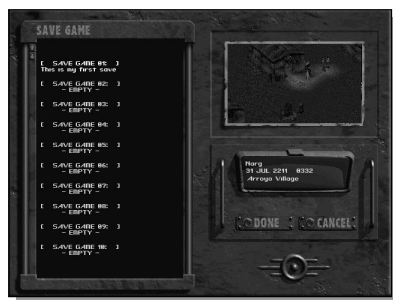 SAVE GAME
[ SAVE GAME 01: ]
This is my first save
[ SAVE GAME 02: ]
- EMPTY -
[ SAVE GAME 03: ]
- EMPTY -
[ SAVE GAME 04: ]
- EMPTY -
[ SAVE GAME 05: ]
- EMPTY -
[ SAVE GAME 06: ]
- EMPTY -
[ SAVE GAME 07: ]
- EMPTY -
[ SAVE GAME 08: ]
- EMPTY -
[ SAVE GAME 09: ]
- EMPTY -
[ SAVE GAME 10: ]
- EMPTY -
Narg
31 JUL 2211 0332
Arroyo Village
DONE
CANCEL